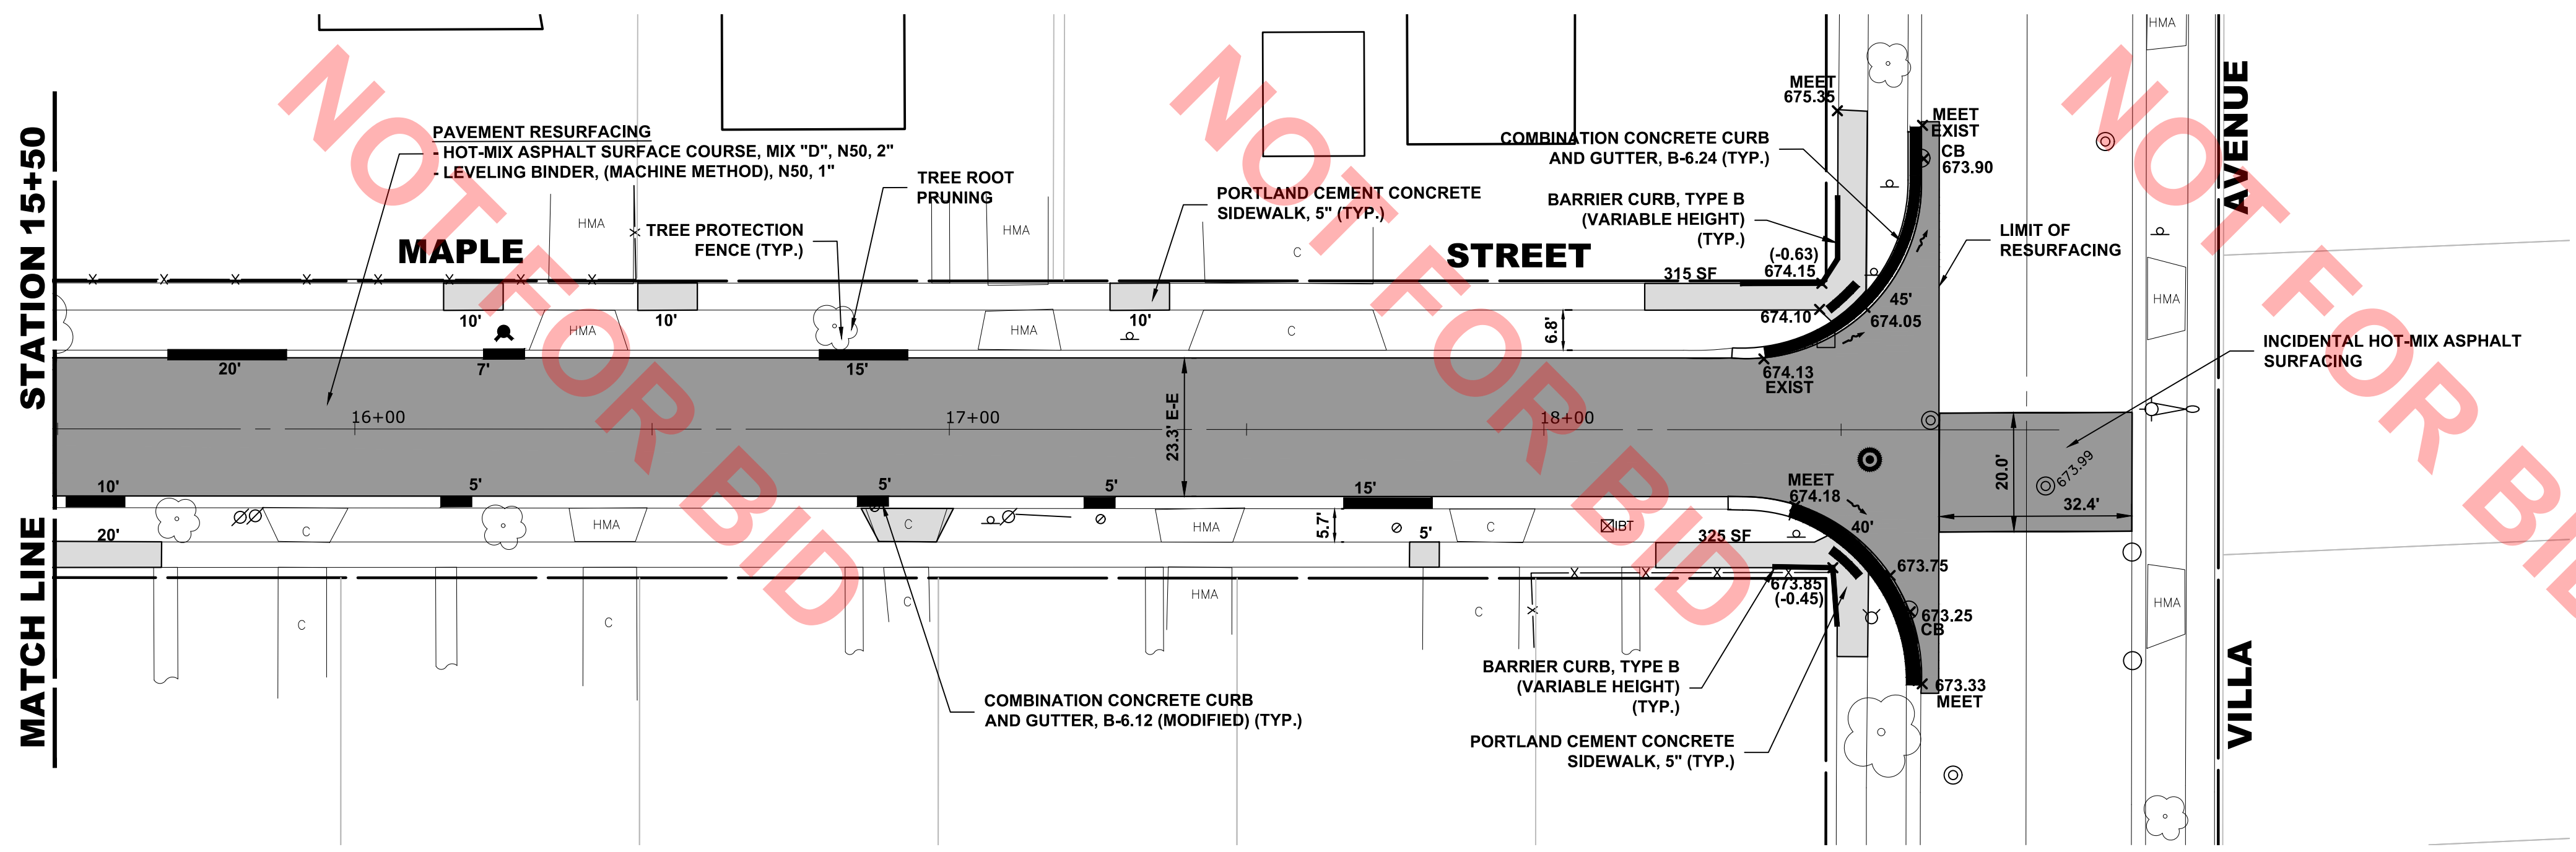 STATION 15+50
MATCH LINE
PAVEMENT RESURFACING
- HOT-MIX ASPHALT SURFACE COURSE, MIX "D", N50, 2"
- LEVELING BINDER, (MACHINE METHOD), N50, 1"
MAPLE
STREET
TREE ROOT
PRUNING
TREE PROTECTION
FENCE (TYP.)
PORTLAND CEMENT CONCRETE
SIDEWALK, 5" (TYP.)
COMBINATION CONCRETE CURB
AND GUTTER, B-6.24 (TYP.)
BARRIER CURB, TYPE B
(VARIABLE HEIGHT)
(TYP.)
MEET
675.35
MEET
EXIST
CB
673.90
LIMIT OF
RESURFACING
AVENUE
VILLA
INCIDENTAL HOT-MIX ASPHALT
SURFACING
HMA
HMA
HMA
HMA
HMA
C
HMA
HMA
C
(-0.63)
674.15
315 SF
674.10
45'
674.05
674.13
EXIST
6.8'
10'
10'
10'
20'
7'
15'
16+00
17+00
18+00
23.3' E-E
20.0'
32.4'
673.99
10'
5'
5'
5'
15'
MEET
674.18
40'
20'
C
HMA
C
HMA
5.7'
5'
C
IBT
325 SF
673.75
673.85
(-0.45)
673.25
CB
673.33
MEET
C
C
C
HMA
C
HMA
COMBINATION CONCRETE CURB
AND GUTTER, B-6.12 (MODIFIED) (TYP.)
BARRIER CURB, TYPE B
(VARIABLE HEIGHT)
(TYP.)
PORTLAND CEMENT CONCRETE
SIDEWALK, 5" (TYP.)
NOT FOR BID
NOT FOR BID
NOT FOR BID